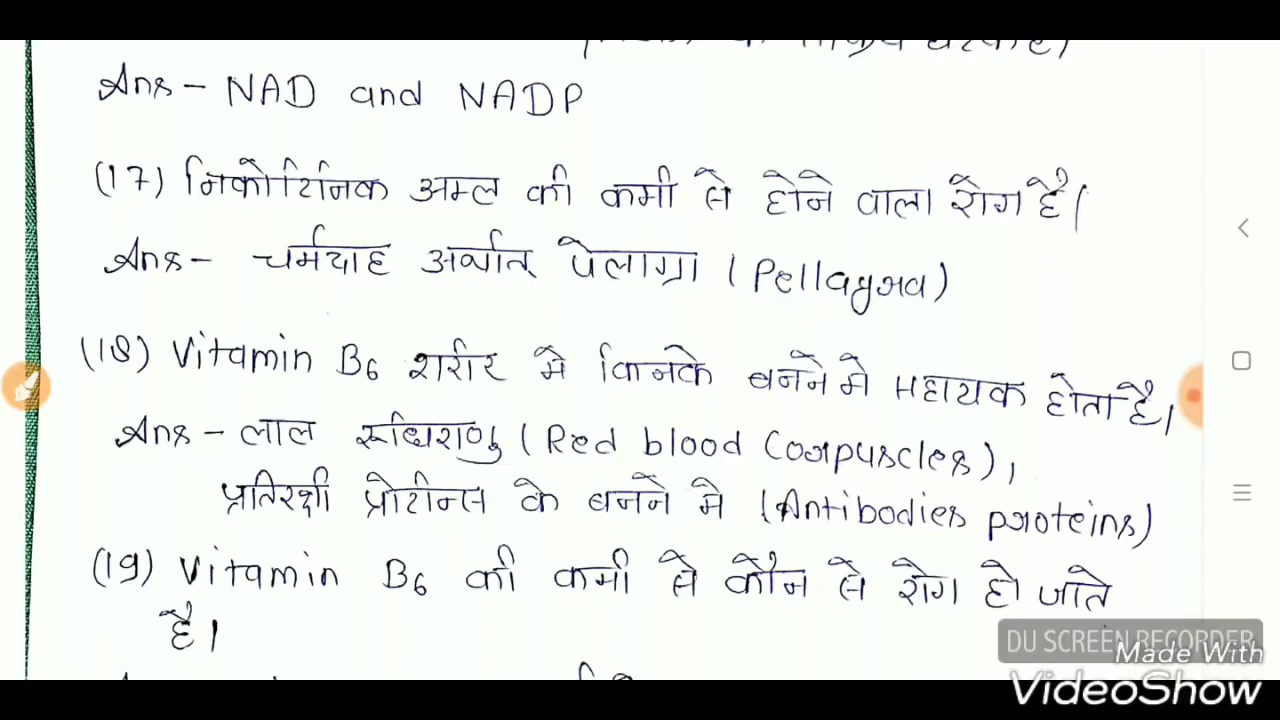 Ans - NAD and NADP
(17) निकोटिनिक अम्ल की कमी से होने वाला रोग है।
Ans - चर्मदाह अर्थात् पेलाग्रा (Pellagra)
(18) Vitamin B6 शरीर मे किनके बनने मे सहायक होता है।
Ans - लाल रूधिराणु (Red blood Corpuscles),
प्रतिरक्षी प्रोटीन्स के बनने मे (Antibodies proteins)
(19) Vitamin B6 की कमी से कौन से रोग हो जाते
है।
DU SCREEN RECORDER
Made With
VideoShow